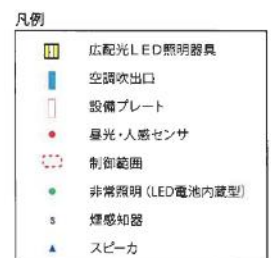 凡例
広配光LED照明器具
空調吹出口
設備プレート
昼光・人感センサ
制御範囲
非常照明(LED電池内蔵型)
S 煙感知器
スピーカ